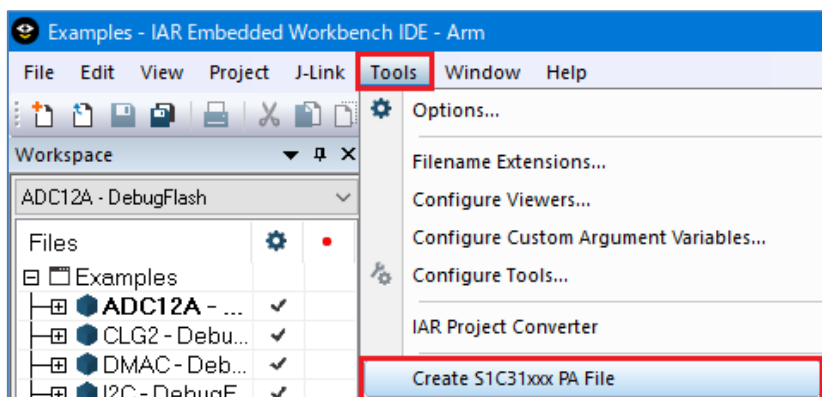 Examples - IAR Embedded Workbench IDE - Arm
File Edit View Project J-Link Tools Window Help
Options...
Workspace
Filename Extensions...
ADC12A - DebugFlash
Configure Viewers...
Files
Configure Custom Argument Variables...
Examples
Configure Tools...
ADC12A - ...
CLG2 - Debu...
IAR Project Converter
DMAC - Deb...
Create S1C31xxx PA File
I2C - DebugF...